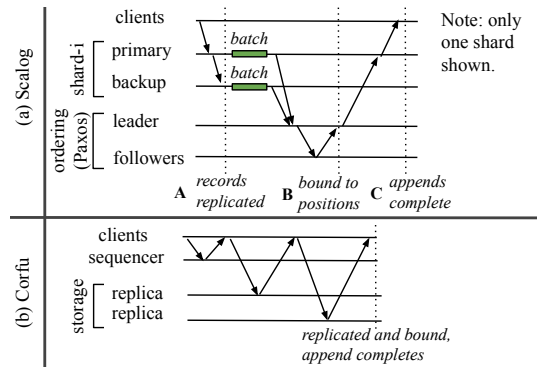 (a) Scalog
clients
shard-i
primary
batch
backup
batch
ordering
(Paxos)
leader
followers
Note: only
one shard
shown.
A records
replicated
B bound to
positions
C appends
complete
(b) Corfu
clients
sequencer
storage
replica
replica
replicated and bound,
append completes